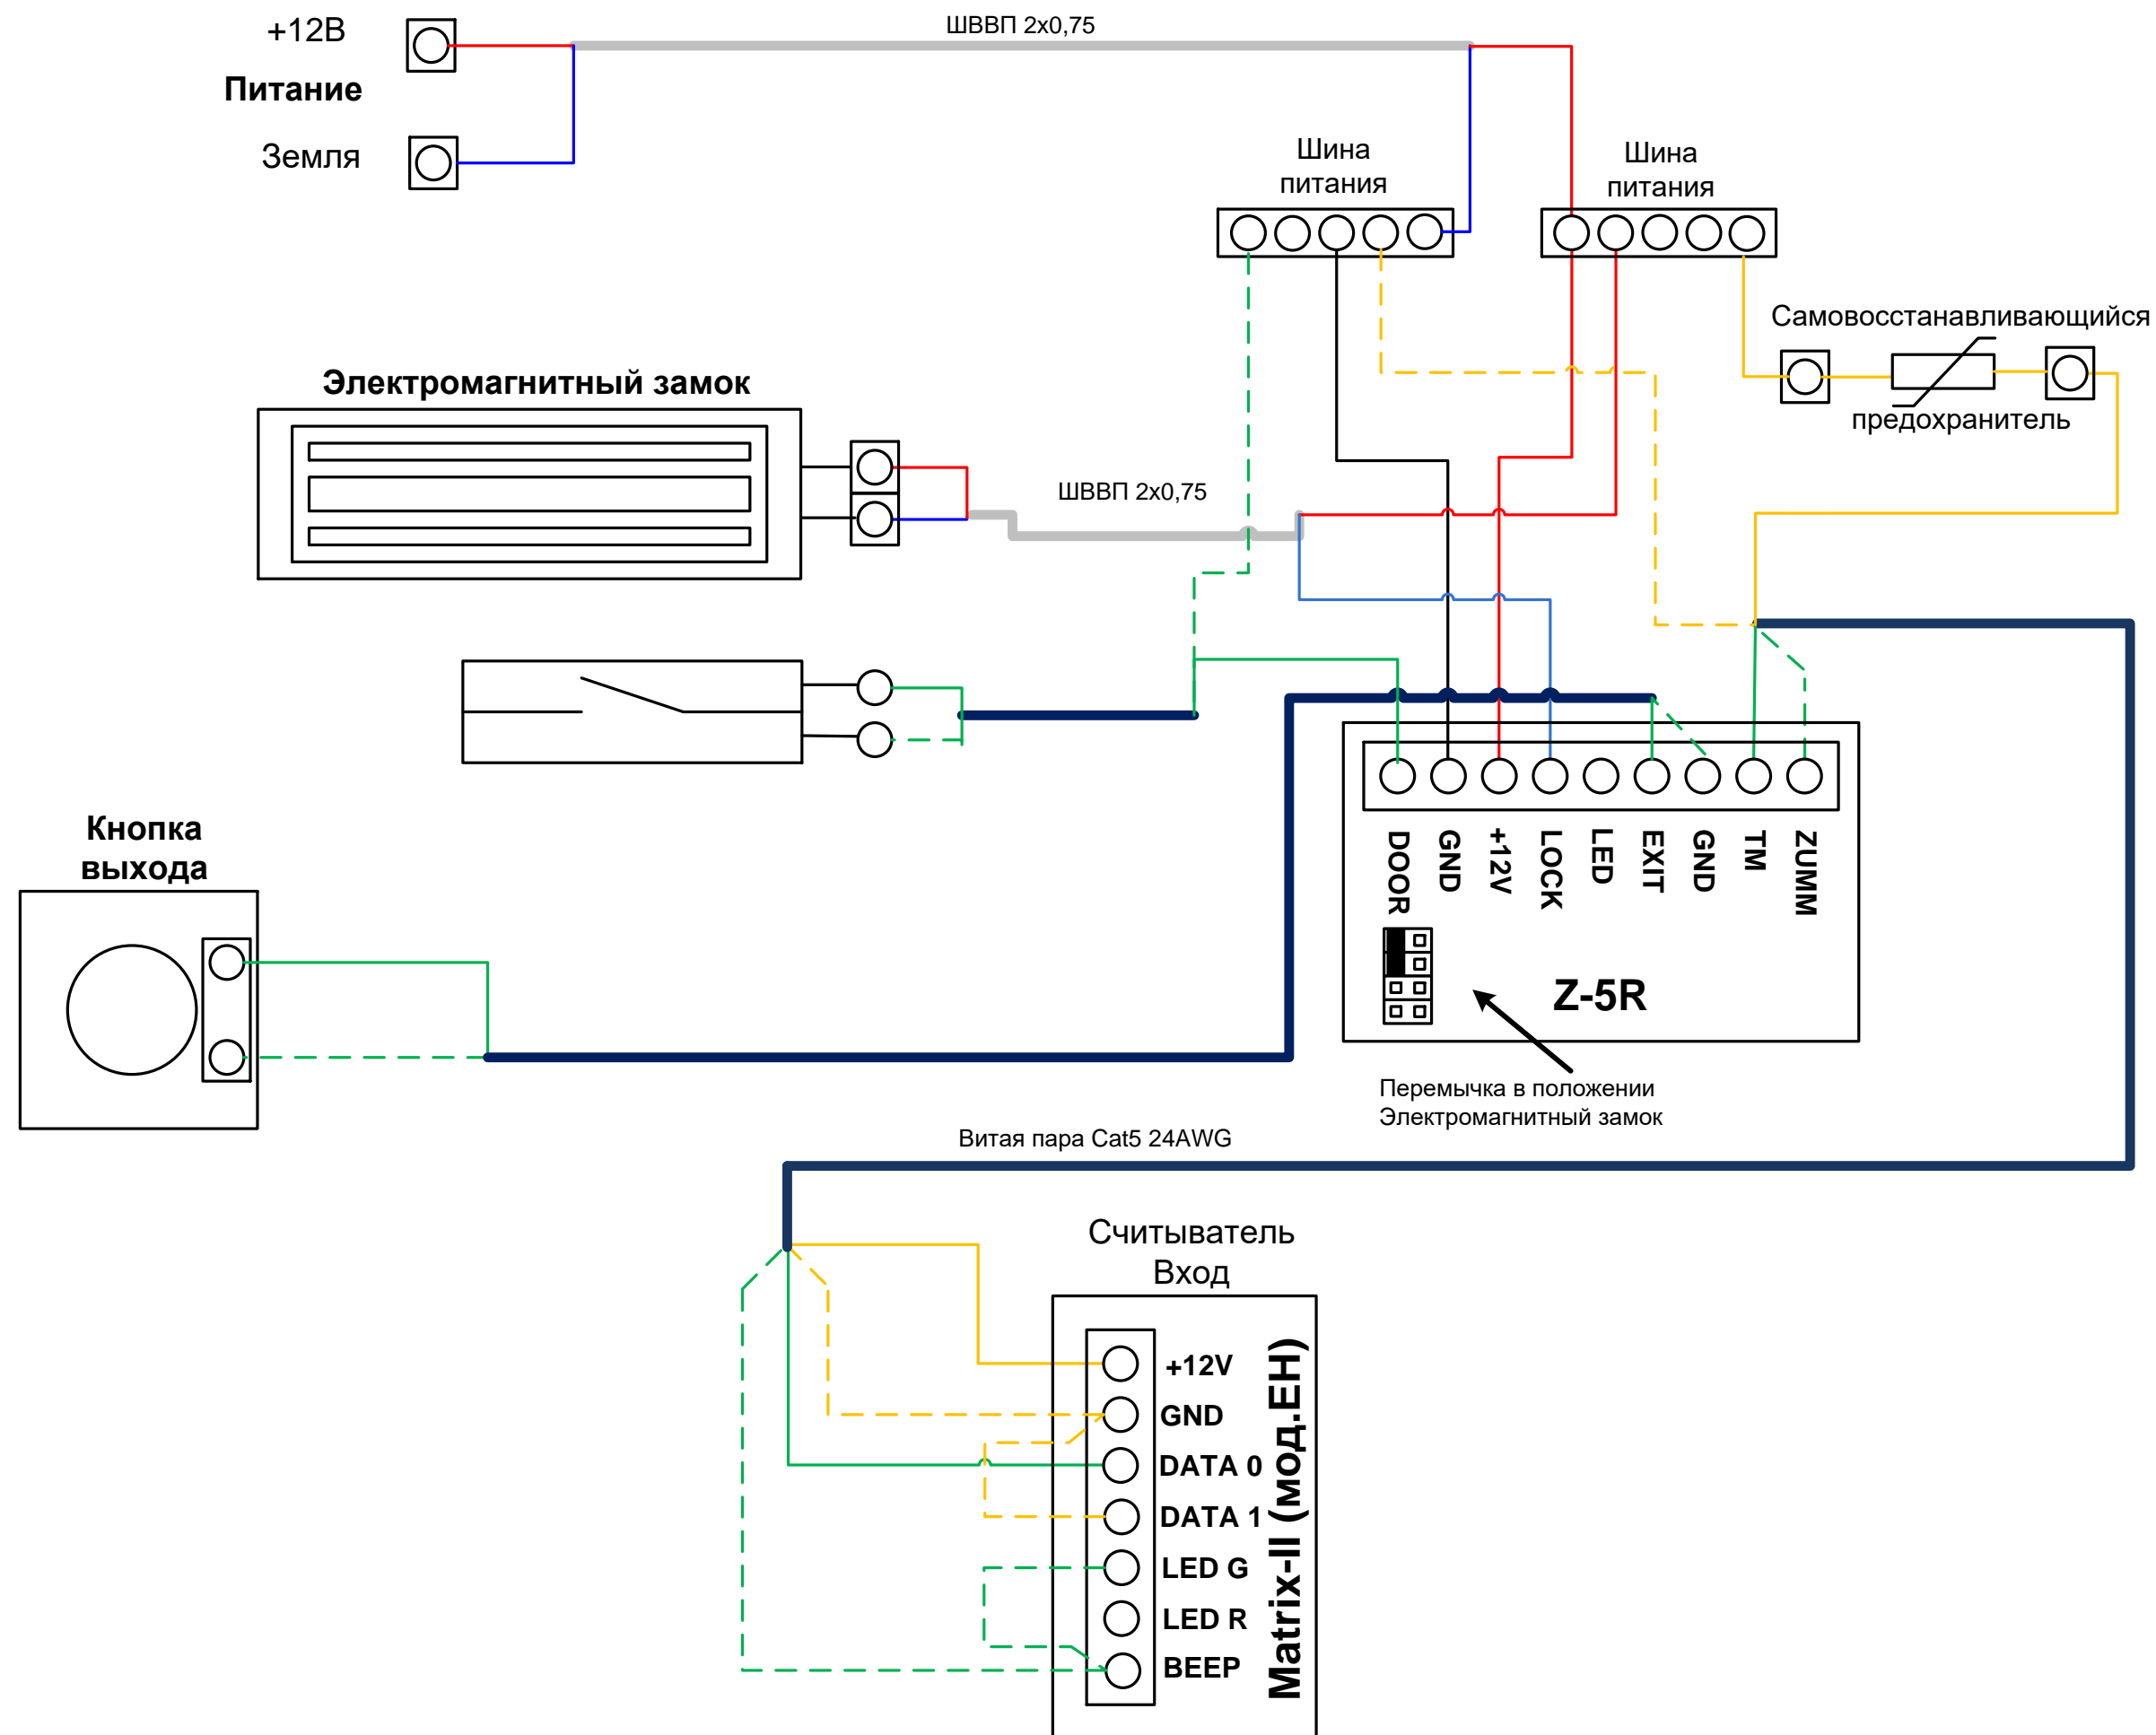 +12В
Питание
Земля
ШВВП 2х0,75
Шина
питания
Шина
питания
Самовосстанавливающийся
предохранитель
Электромагнитный замок
ШВВП 2х0,75
Кнопка
выхода
DOOR
GND
+12V
LOCK
LED
EXIT
GND
TM
ZUMM
Z-5R
Перемычка в положении
Электромагнитный замок
Витая пара Cat5 24AWG
Считыватель
Вход
+12V
GND
DATA 0
DATA 1
LED G
LED R
BEEP
Matrix-II (мод.EH)